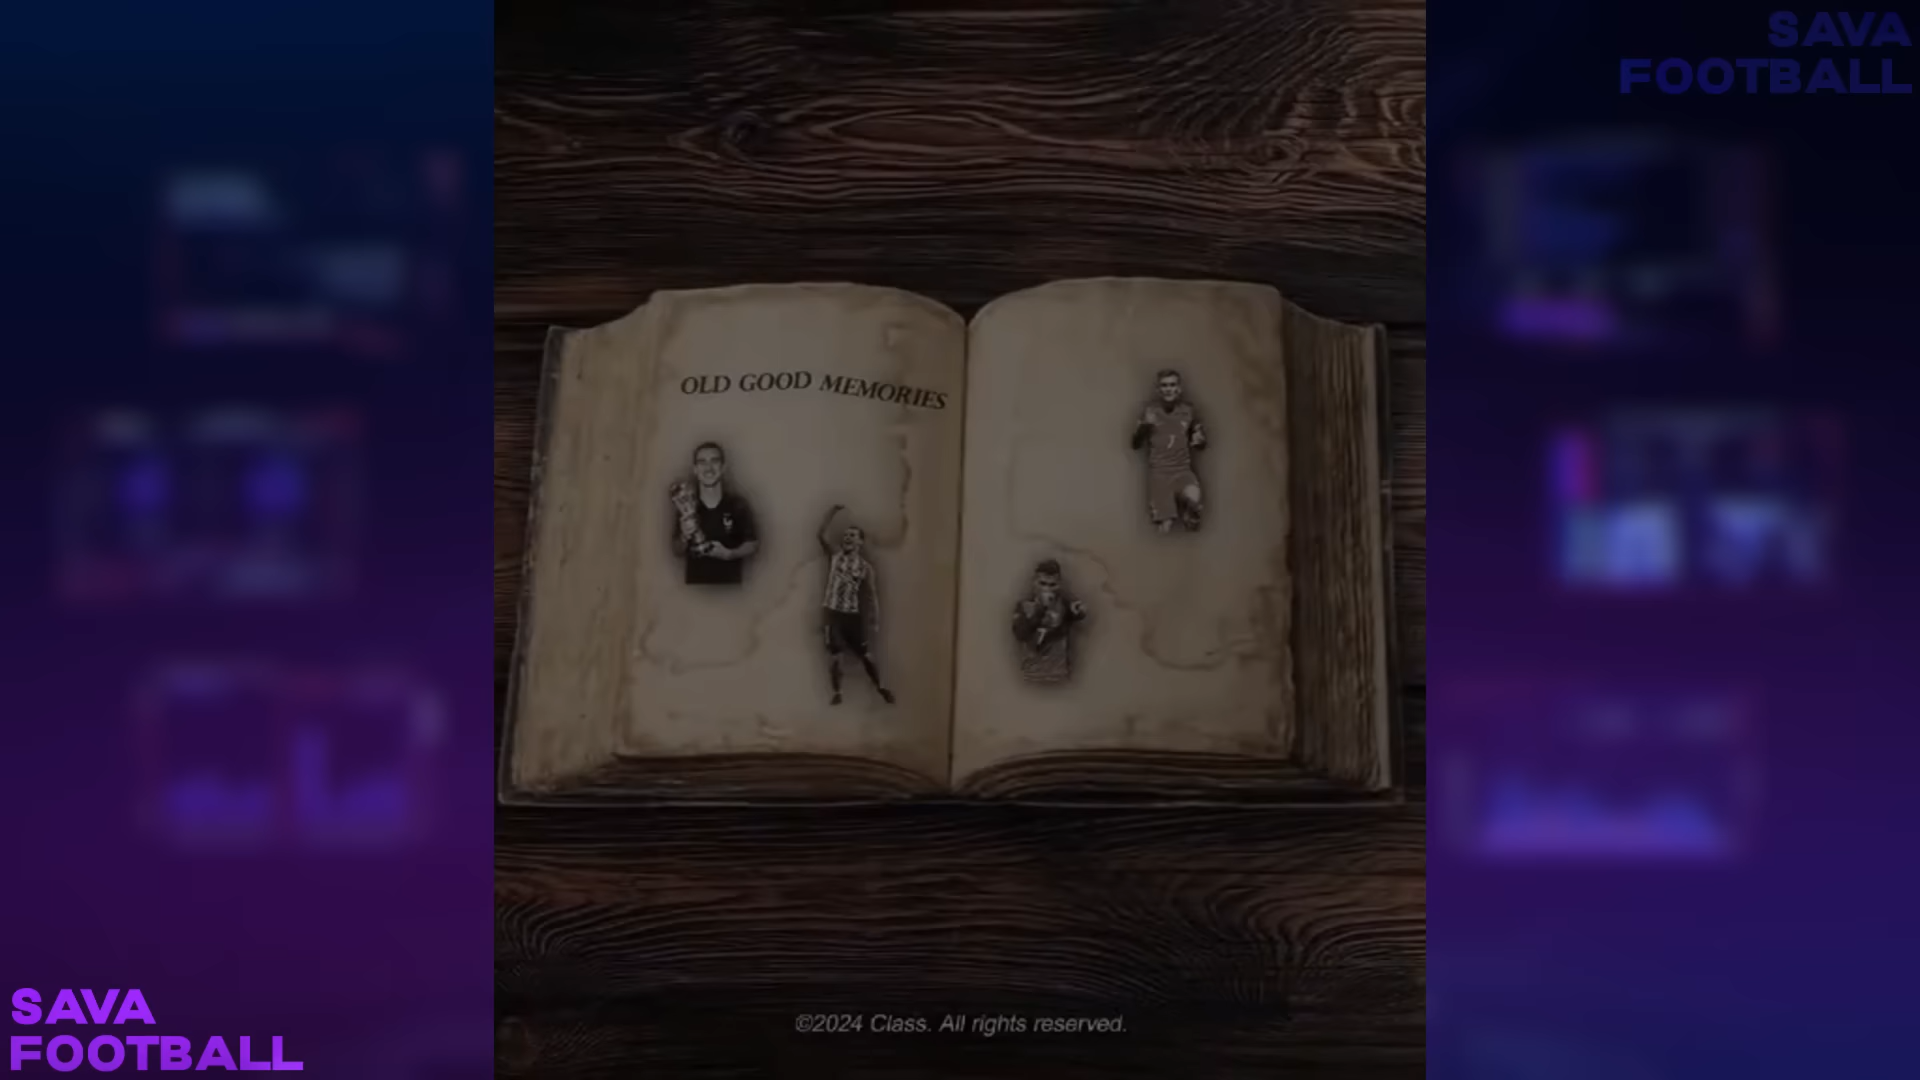 SAVA
FOOTBALL
OLD GOOD MEMORIES
©2024 Class. All rights reserved.
SAVA
FOOTBALL